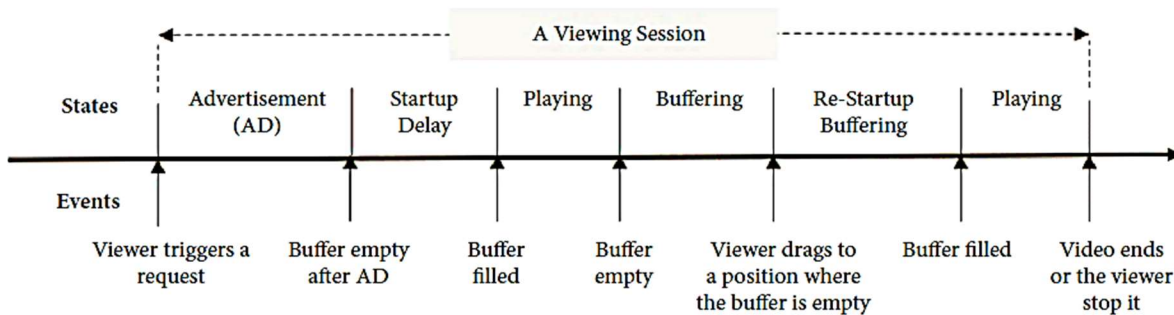 A Viewing Session
States
Advertisement
(AD)
Startup
Delay
Playing
Buffering
Re-Startup
Buffering
Playing
Events
Viewer triggers a
request
Buffer empty
after AD
Buffer
filled
Buffer
empty
Viewer drags to
a position where
the buffer is empty
Buffer filled
Video ends
or the viewer
stop it